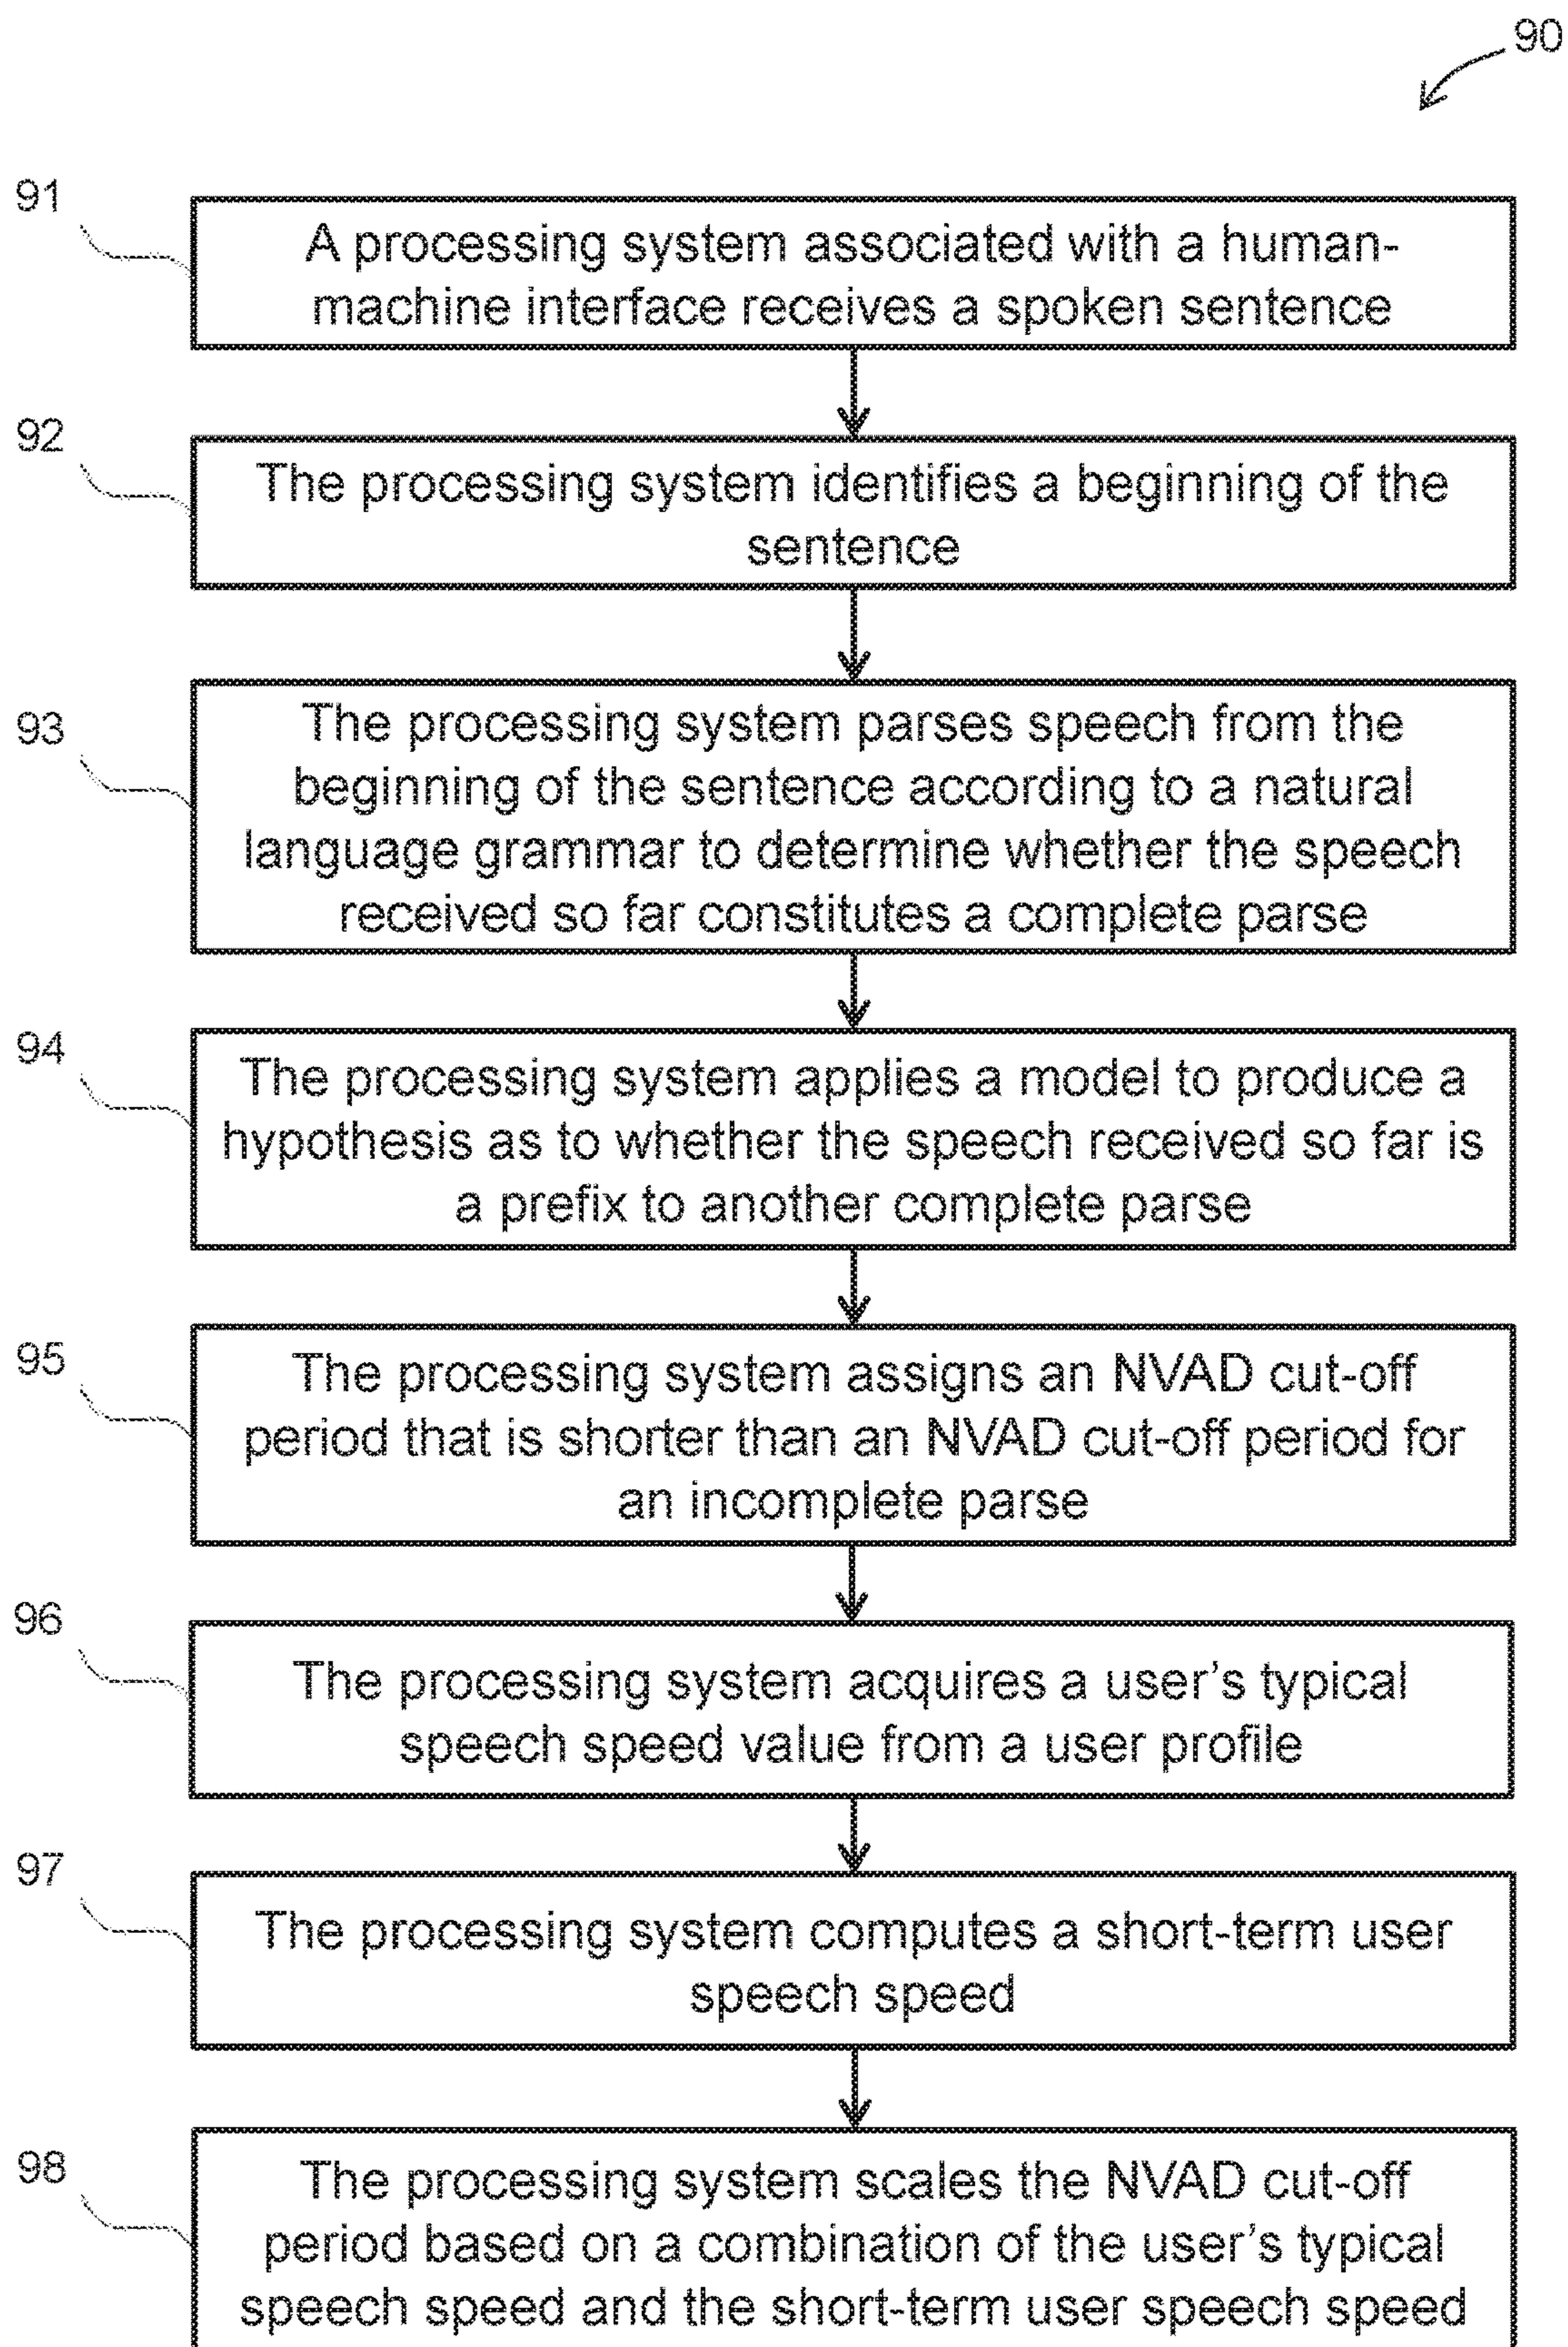 90
91
A processing system associated with a human-
machine interface receives a spoken sentence
92
The processing system identifies a beginning of the
sentence
93
The processing system parses speech from the
beginning of the sentence according to a natural
language grammar to determine whether the speech
received so far constitutes a complete parse
94
The processing system applies a model to produce a
hypothesis as to whether the speech received so far is
a prefix to another complete parse
95
The processing system assigns an NVAD cut-off
period that is shorter than an NVAD cut-off period for
an incomplete parse
96
The processing system acquires a user's typical
speech speed value from a user profile
97
The processing system computes a short-term user
speech speed
98
The processing system scales the NVAD cut-off
period based on a combination of the user's typical
speech speed and the short-term user speech speed